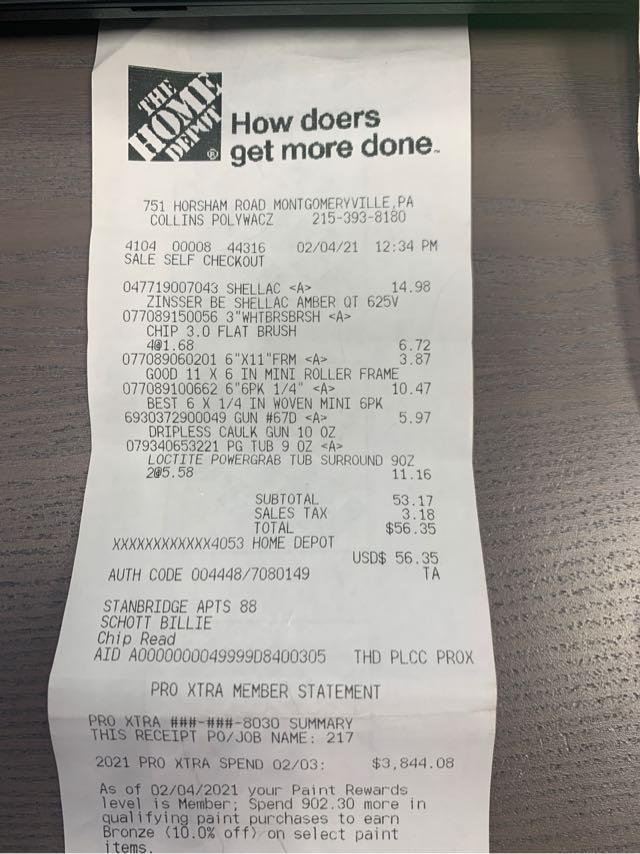 THE
HOME
DEPOT
®
How doers
get more done™
751 HORSHAM ROAD MONTGOMERYVILLE,PA
COLLINS POLYWACZ 215-393-8180
4104 00008 44316 02/04/21 12:34 PM
SALE SELF CHECKOUT
047719007043 SHELLAC <A> 14.98
ZINSSER BE SHELLAC AMBER QT 625V
077089150056 3"WHTBRSBRSH <A>
CHIP 3.0 FLAT BRUSH
4@1.68 6.72
077089060201 6"X11"FRM <A> 3.87
GOOD 11 X 6 IN MINI ROLLER FRAME
077089100662 6"6PK 1/4" <A> 10.47
BEST 6 X 1/4 IN WOVEN MINI 6PK
6930372900049 GUN #67D <A> 5.97
DRIPLESS CAULK GUN 10 OZ
079340653221 PG TUB 9 OZ <A>
LOCTITE POWERGRAB TUB SURROUND 9OZ
2@5.58 11.16
SUBTOTAL 53.17
SALES TAX 3.18
TOTAL $56.35
XXXXXXXXXXXX4053 HOME DEPOT
USD$ 56.35
AUTH CODE 004448/7080149 TA
STANBRIDGE APTS 88
SCHOTT BILLIE
Chip Read
AID A0000000049999D8400305 THD PLCC PROX
PRO XTRA MEMBER STATEMENT
PRO XTRA ###-###-8030 SUMMARY
THIS RECEIPT PO/JOB NAME: 217
2021 PRO XTRA SPEND 02/03: $3,844.08
As of 02/04/2021 your Paint Rewards
level is Member; Spend 902.30 more in
qualifying paint purchases to earn
Bronze (10.0% off) on select paint
items.